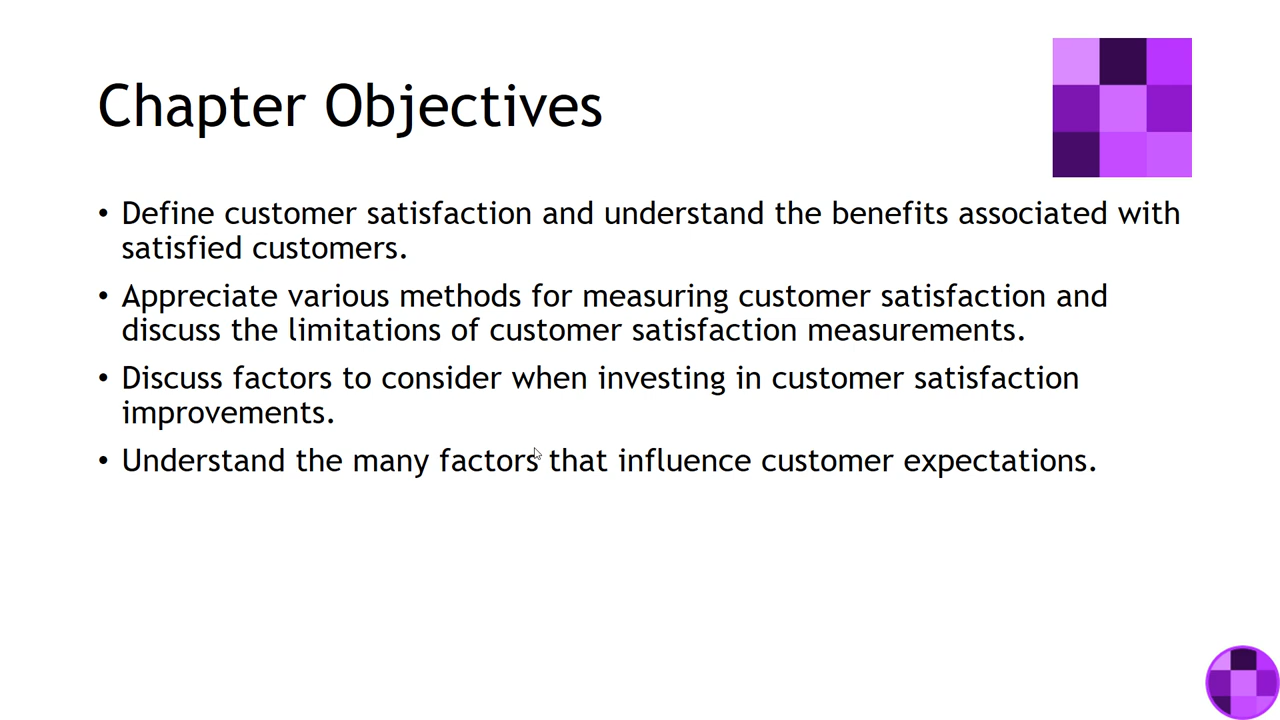 Chapter Objectives
• Define customer satisfaction and understand the benefits associated with
satisfied customers.
• Appreciate various methods for measuring customer satisfaction and
discuss the limitations of customer satisfaction measurements.
• Discuss factors to consider when investing in customer satisfaction
improvements.
• Understand the many factors that influence customer expectations.